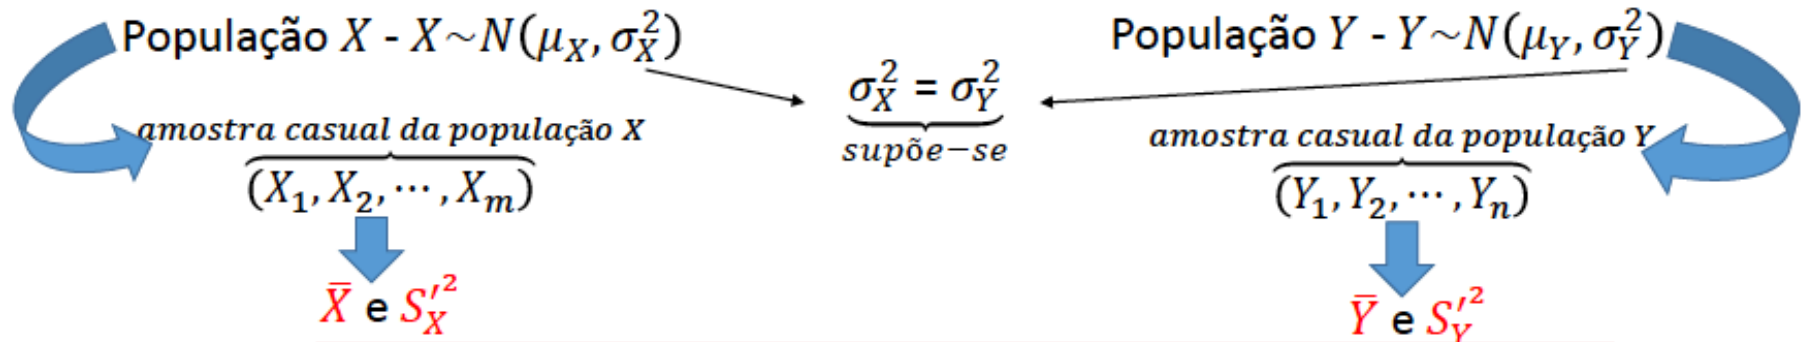 População X - X~N(μ_X, σ_X^2)
População Y - Y~N(μ_Y, σ_Y^2)
σ_X^2 = σ_Y^2
supõe−se
amostra casual da população X
(X_1, X_2, ⋯, X_m)
amostra casual da população Y
(Y_1, Y_2, ⋯, Y_n)
X̄ e S'_X^2
Ȳ e S'_Y^2